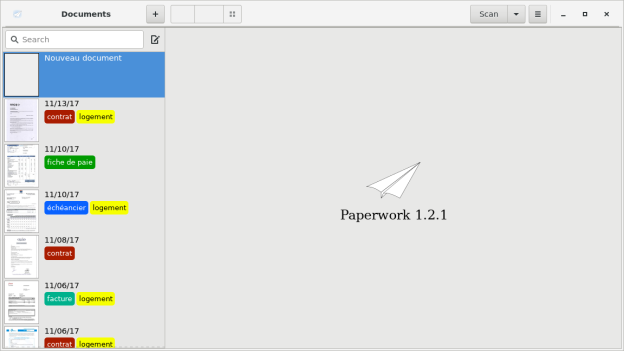 Documents
Scan
Search
Nouveau document
11/13/17
contrat logement
11/10/17
fiche de paie
11/10/17
échéancier logement
11/08/17
contrat
11/06/17
facture logement
11/06/17
contrat logement
Paperwork 1.2.1